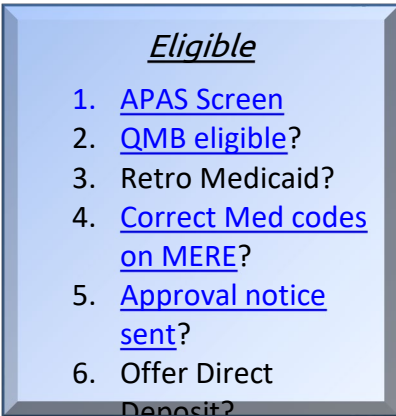 Eligible
1. APAS Screen
2. QMB eligible?
3. Retro Medicaid?
4. Correct Med codes
on MERE?
5. Approval notice
sent?
6. Offer Direct
Deposit?